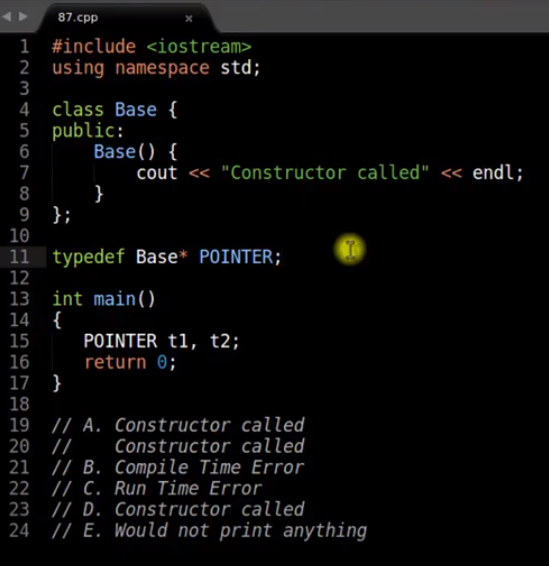 87.cpp
1 #include <iostream>
2 using namespace std;
3
4 class Base {
5 public:
6     Base() {
7         cout << "Constructor called" << endl;
8     }
9 };
10
11 typedef Base* POINTER;
12
13 int main()
14 {
15    POINTER t1, t2;
16    return 0;
17 }
18
19 // A. Constructor called
20 //    Constructor called
21 // B. Compile Time Error
22 // C. Run Time Error
23 // D. Constructor called
24 // E. Would not print anything